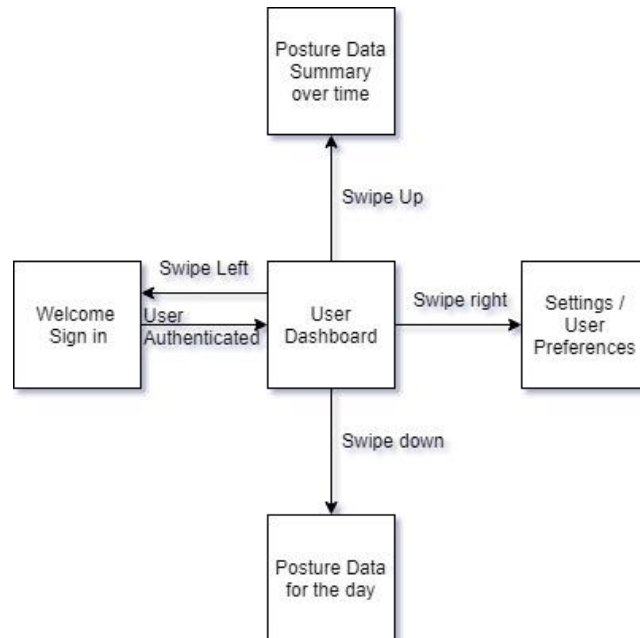 Posture Data
Summary
over time
Swipe Up
Swipe Left
Welcome
Sign in
User
Authenticated
User
Dashboard
Swipe right
Settings /
User
Preferences
Swipe down
Posture Data
for the day